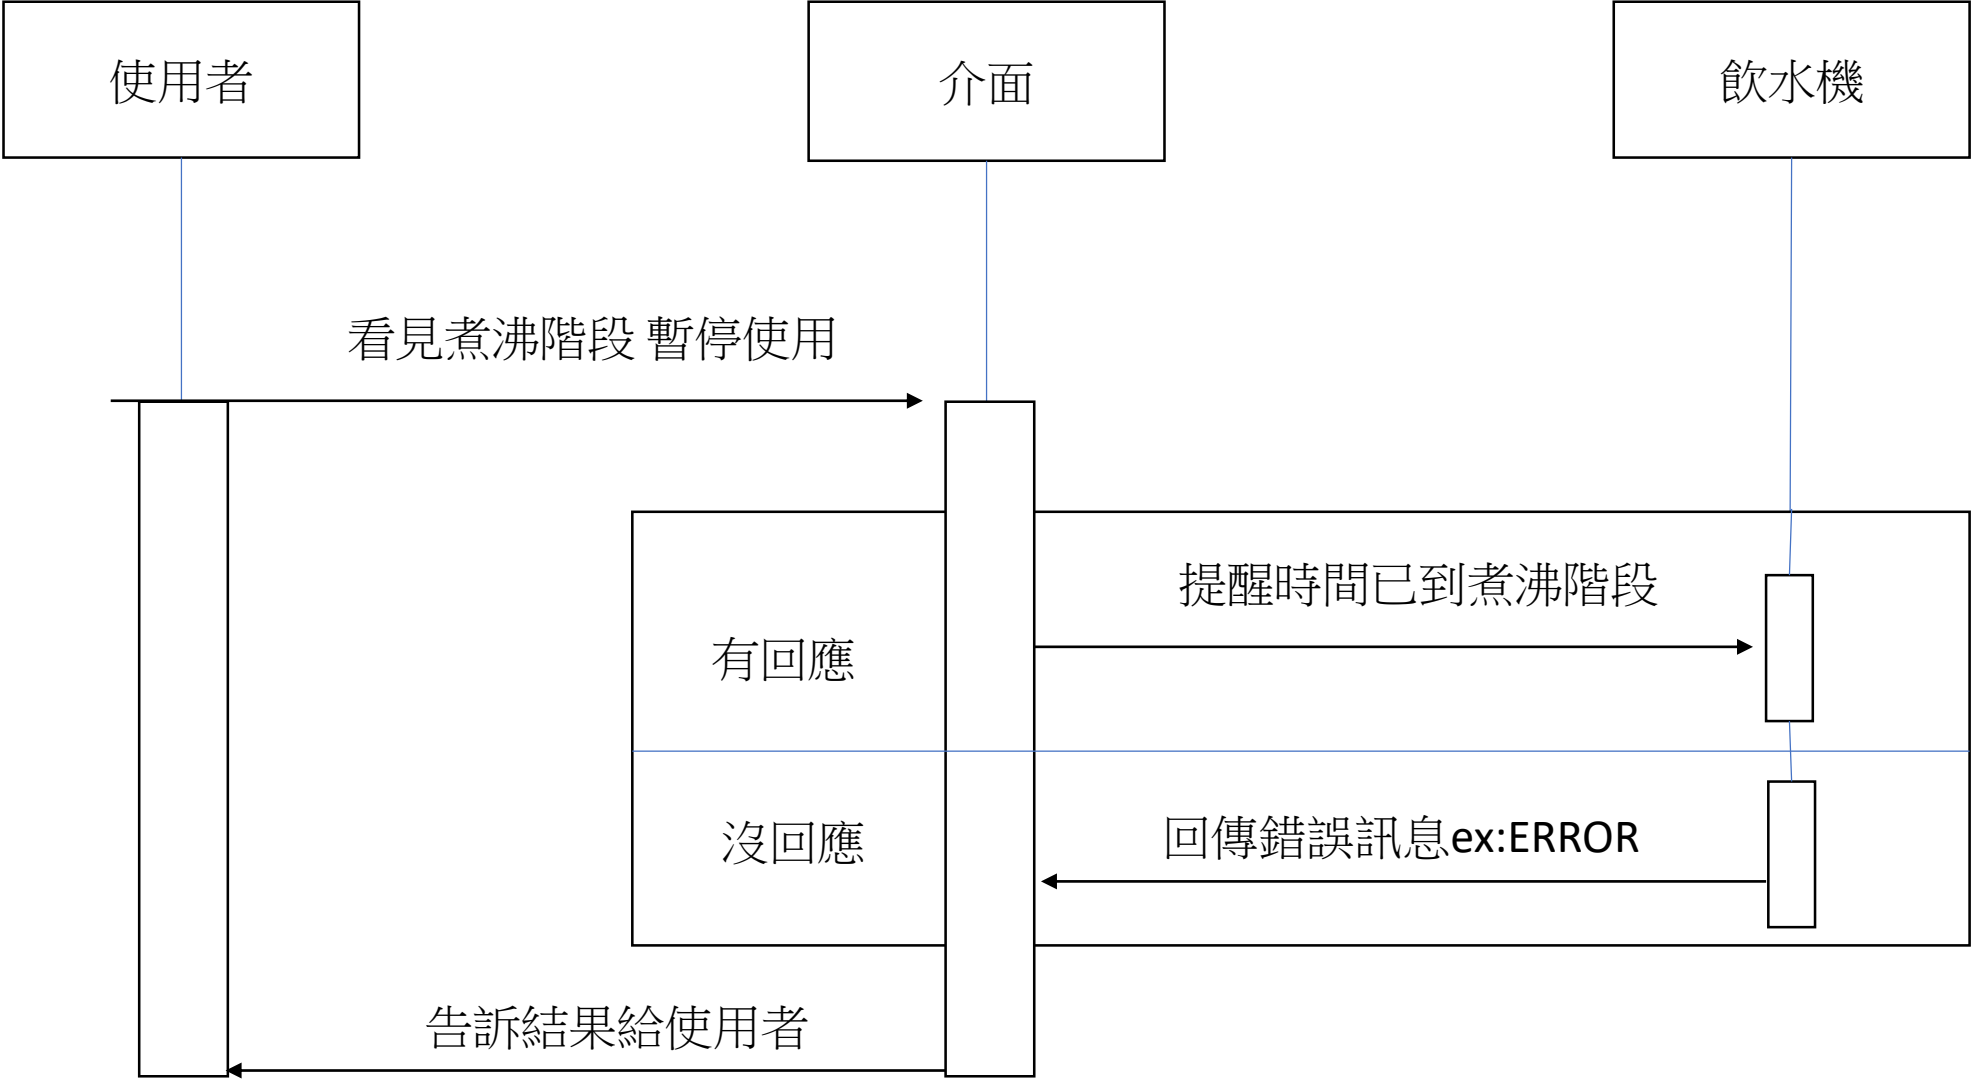 使用者
介面
飲水機
看見煮沸階段 暫停使用
提醒時間已到煮沸階段
有回應
沒回應
回傳錯誤訊息ex:ERROR
告訴結果給使用者